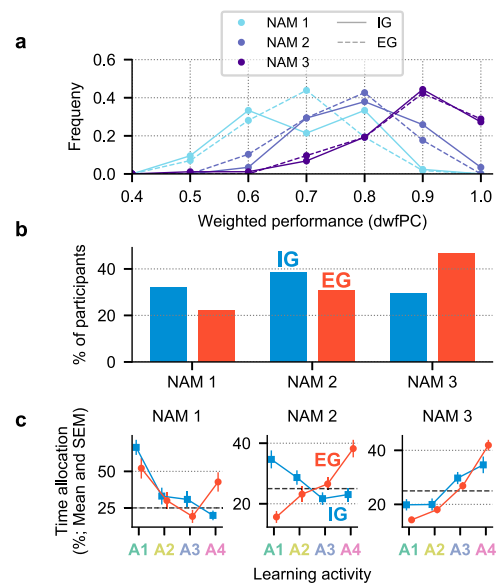 a
NAM 1
NAM 2
NAM 3
IG
EG
Frequeny
0.6
0.4
0.2
0.0
0.4 0.5 0.6 0.7 0.8 0.9 1.0
Weighted performance (dwfPC)
b
% of participants
40
20
0
IG
EG
NAM 1 NAM 2 NAM 3
c
NAM 1 NAM 2 NAM 3
Time allocation
(%; Mean and SEM)
50
25
40
20
40
20
EG
IG
A1 A2 A3 A4 A1 A2 A3 A4 A1 A2 A3 A4
Learning activity